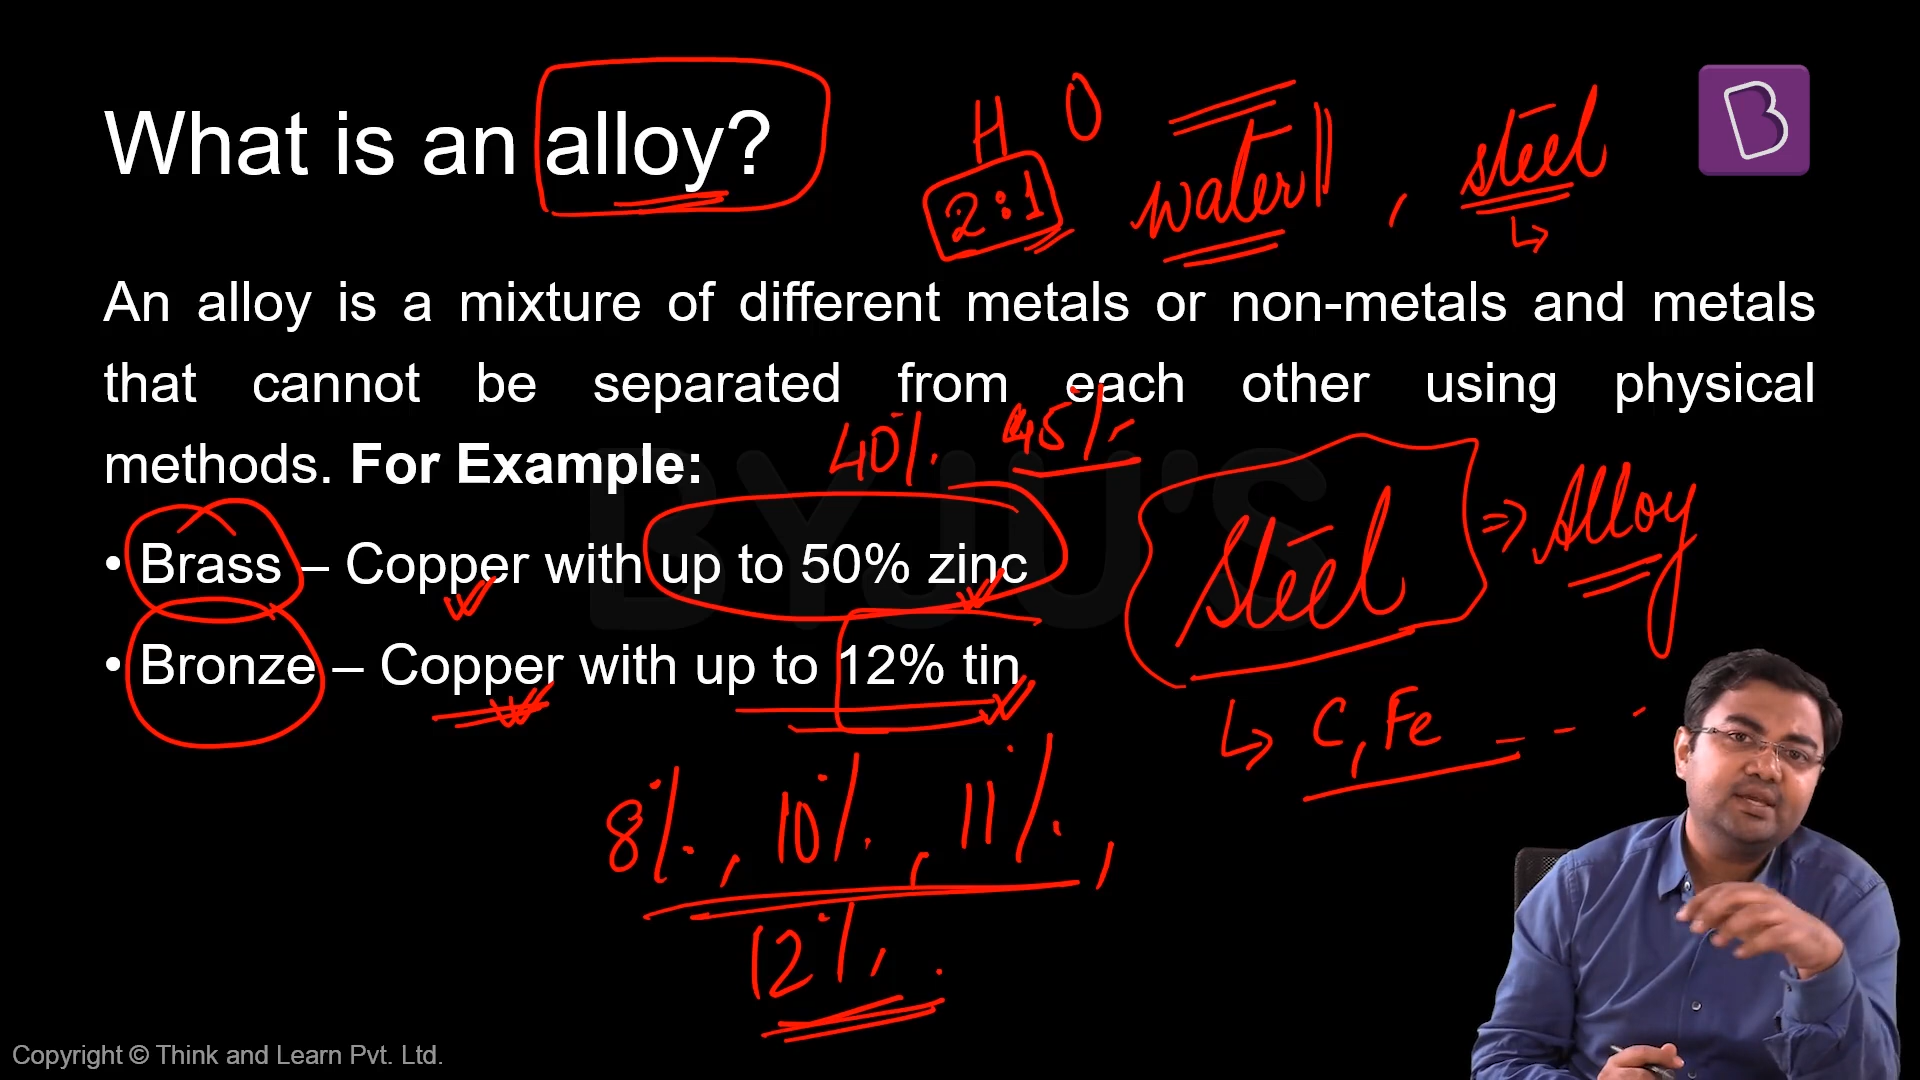 What is an alloy?
H O
2:1
water , steel
An alloy is a mixture of different metals or non-metals and metals
that cannot be separated from each other using physical
methods. For Example:
40% 45%
• Brass – Copper with up to 50% zinc
• Bronze – Copper with up to 12% tin
Steel ⇒ Alloy
↳ C, Fe - - -
8%, 10%, 11%,
12%,
BYJU'S
Copyright © Think and Learn Pvt. Ltd.